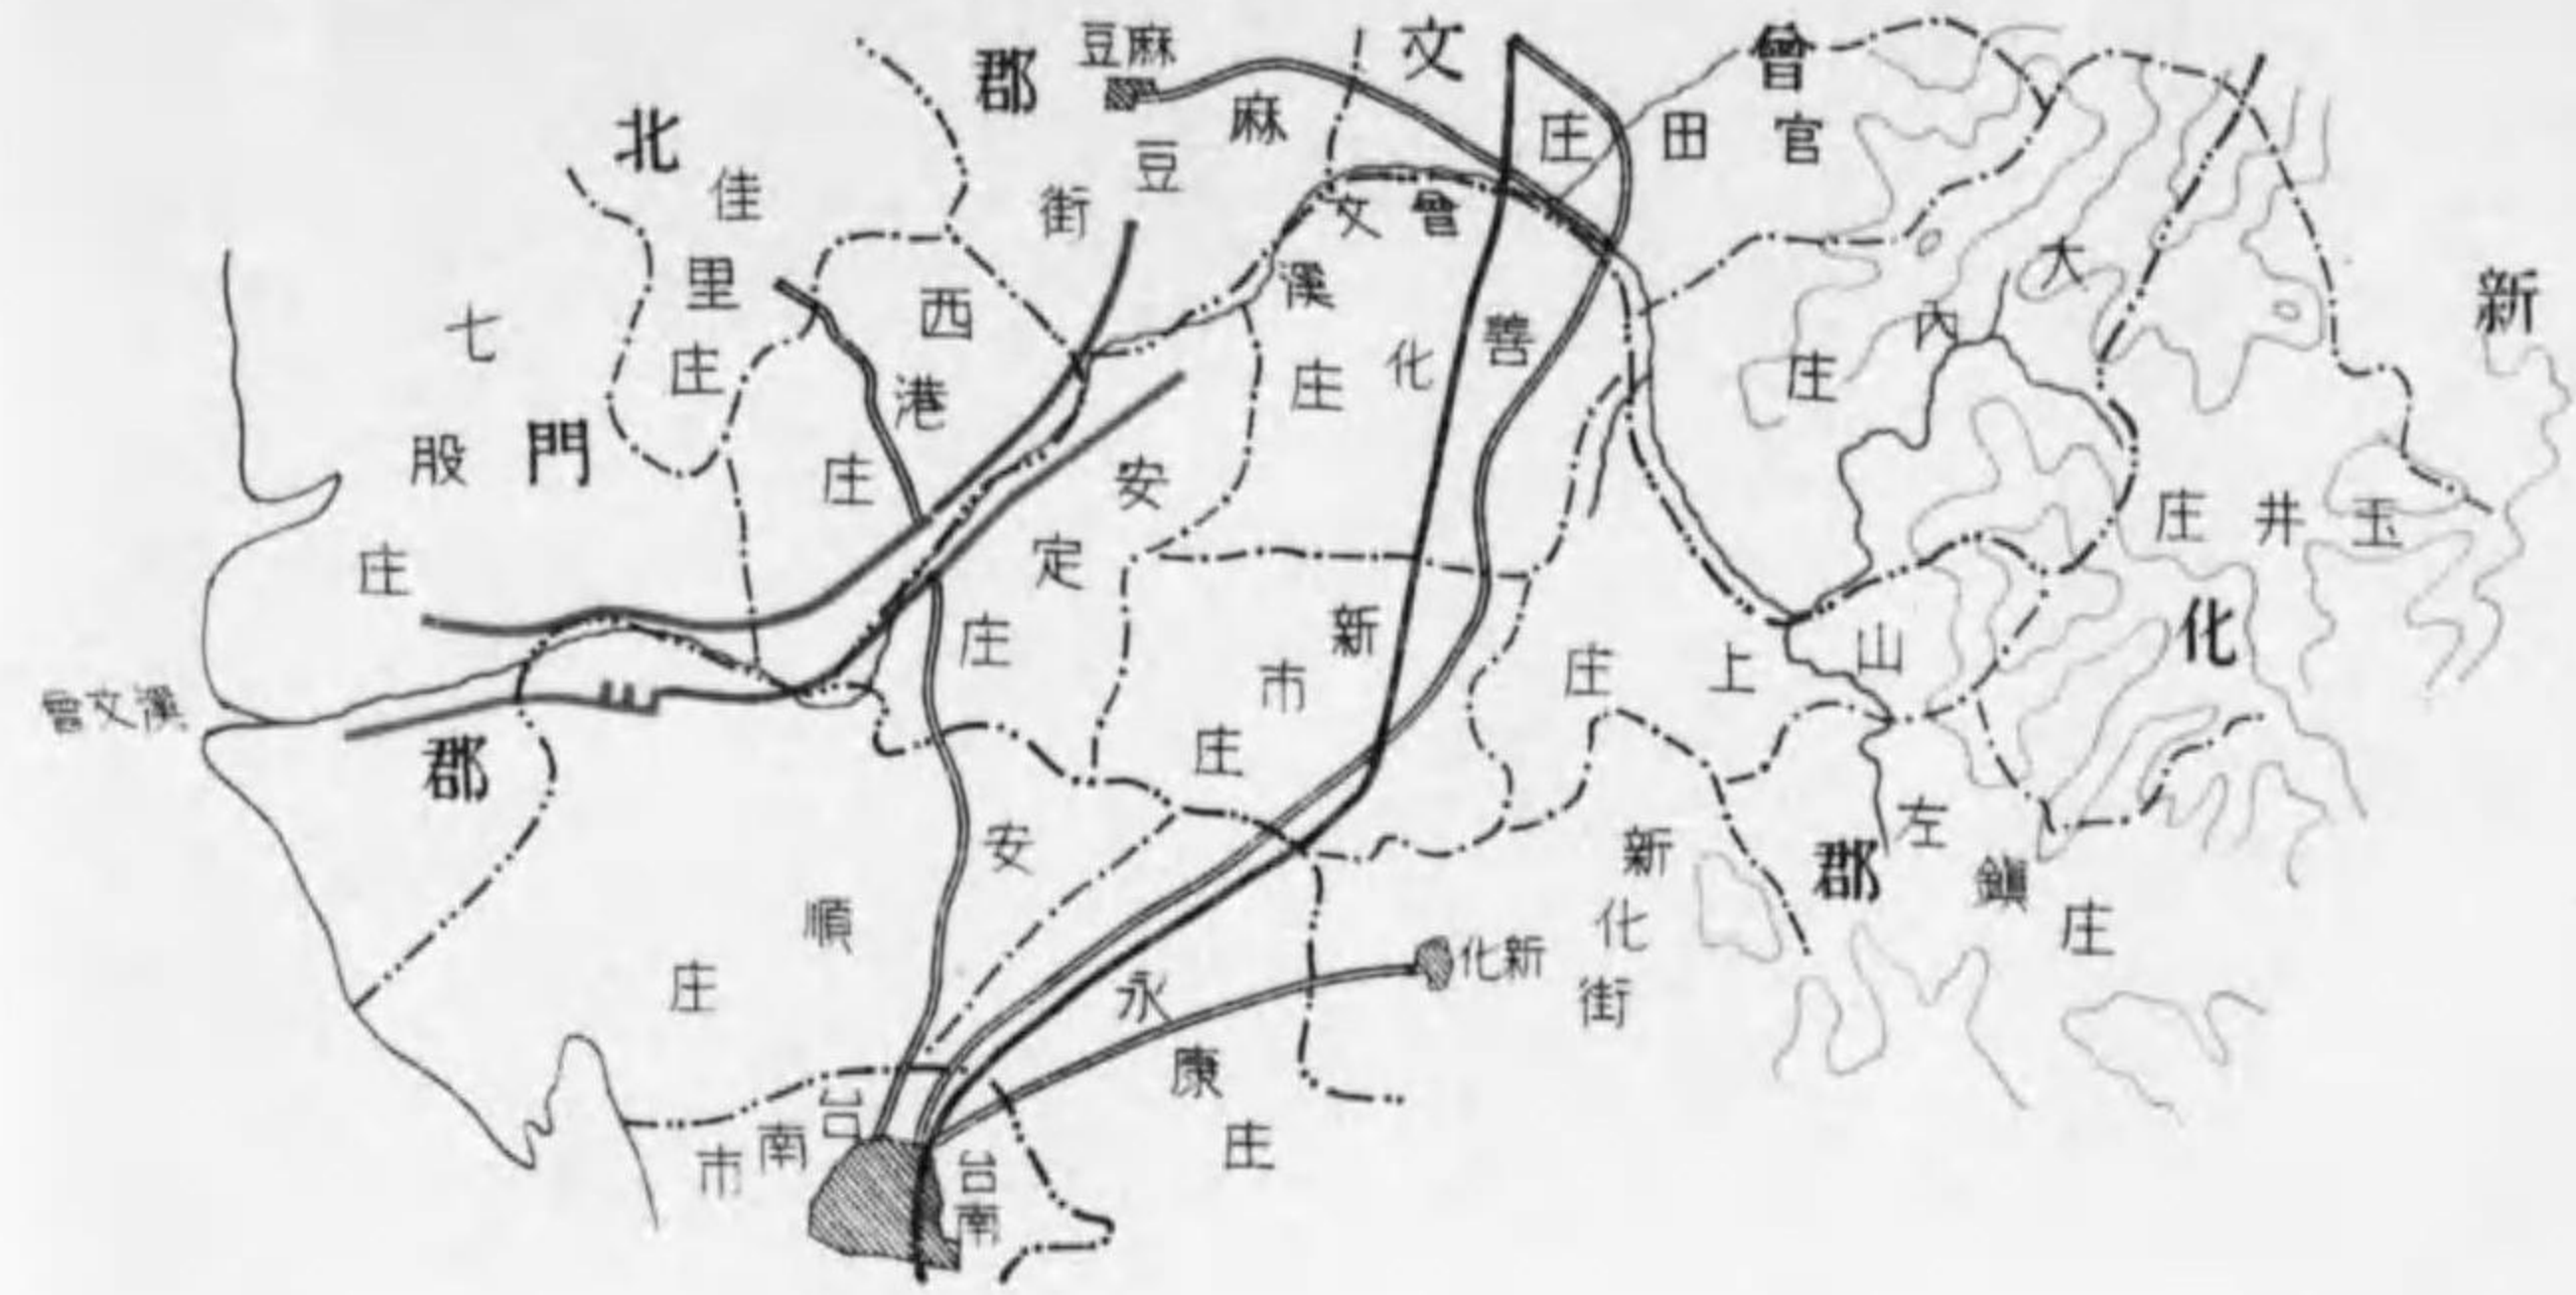 曾文郡
北門郡
新化郡
麻豆
麻豆街
官田庄
佳里庄
西港庄
七股庄
曾文溪
善化庄
大內庄
安定庄
玉井庄
新市庄
山上庄
曾文溪
安順庄
左鎮庄
新化街
新化
永康庄
台南市
台南